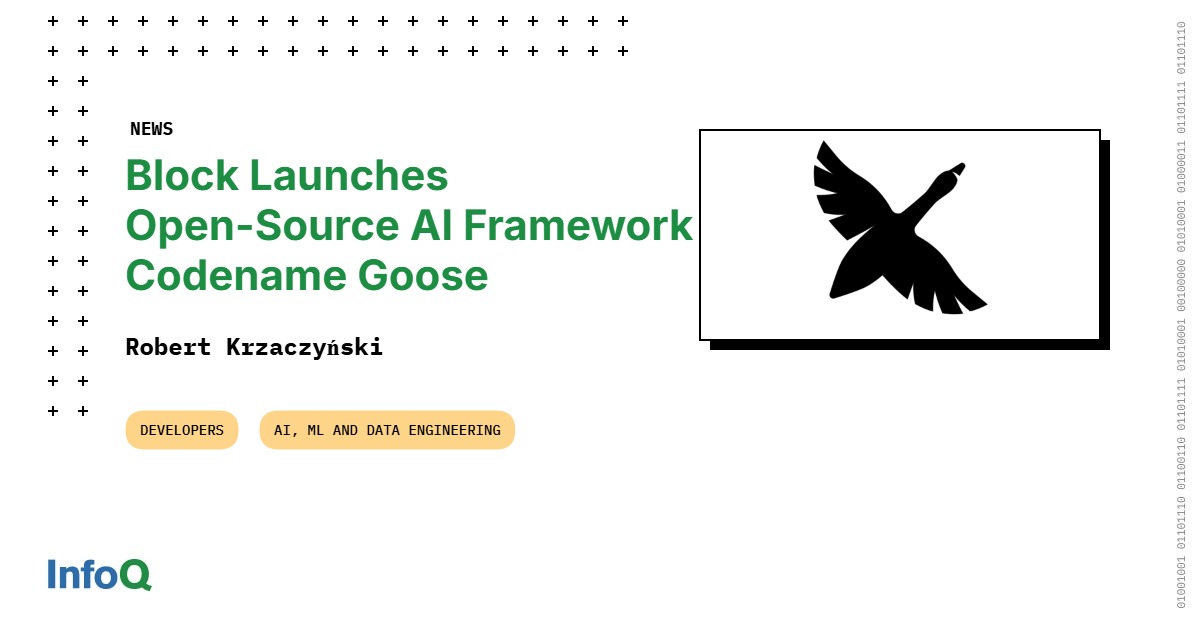 NEWS
Block Launches
Open-Source AI Framework
Codename Goose
Robert Krzaczyński
DEVELOPERS
AI, ML AND DATA ENGINEERING
InfoQ
01001001 01101110 01100110 01101111 01010001 00100000 01010001 01000011 01101111 01101110